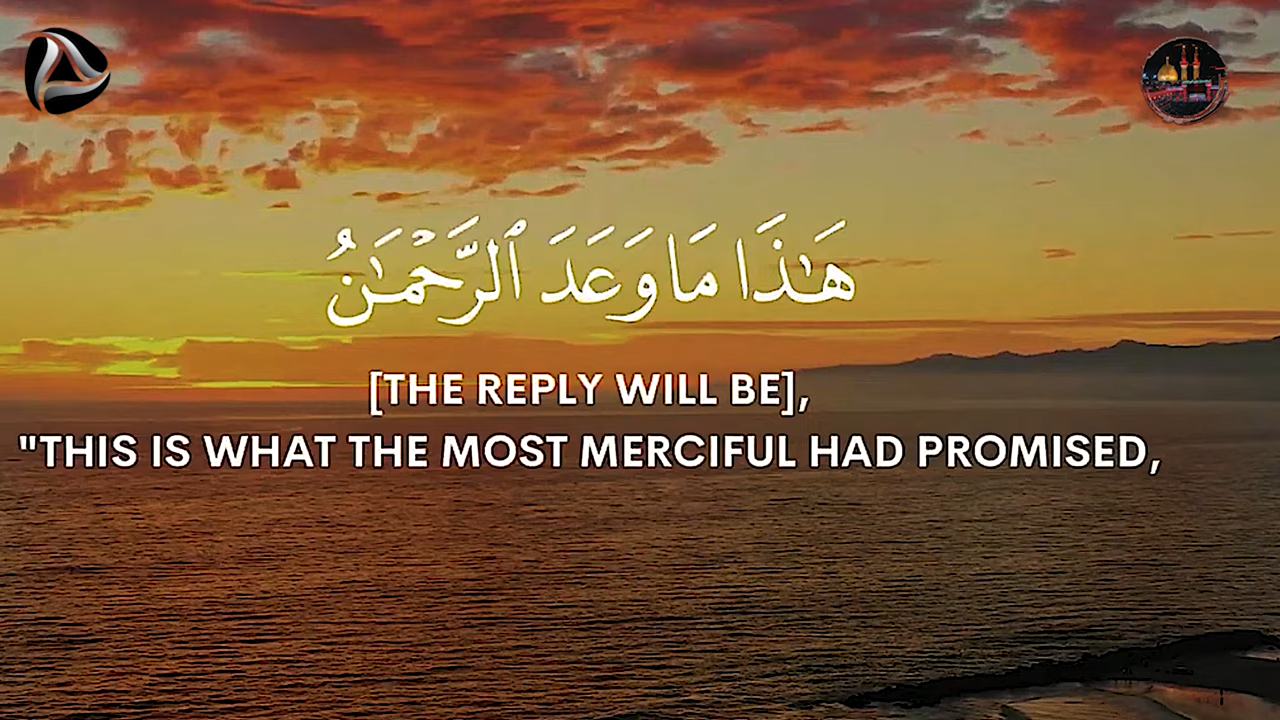 هَـٰذَا مَا وَعَدَ ٱلرَّحْمَـٰنُ
[THE REPLY WILL BE],
"THIS IS WHAT THE MOST MERCIFUL HAD PROMISED,